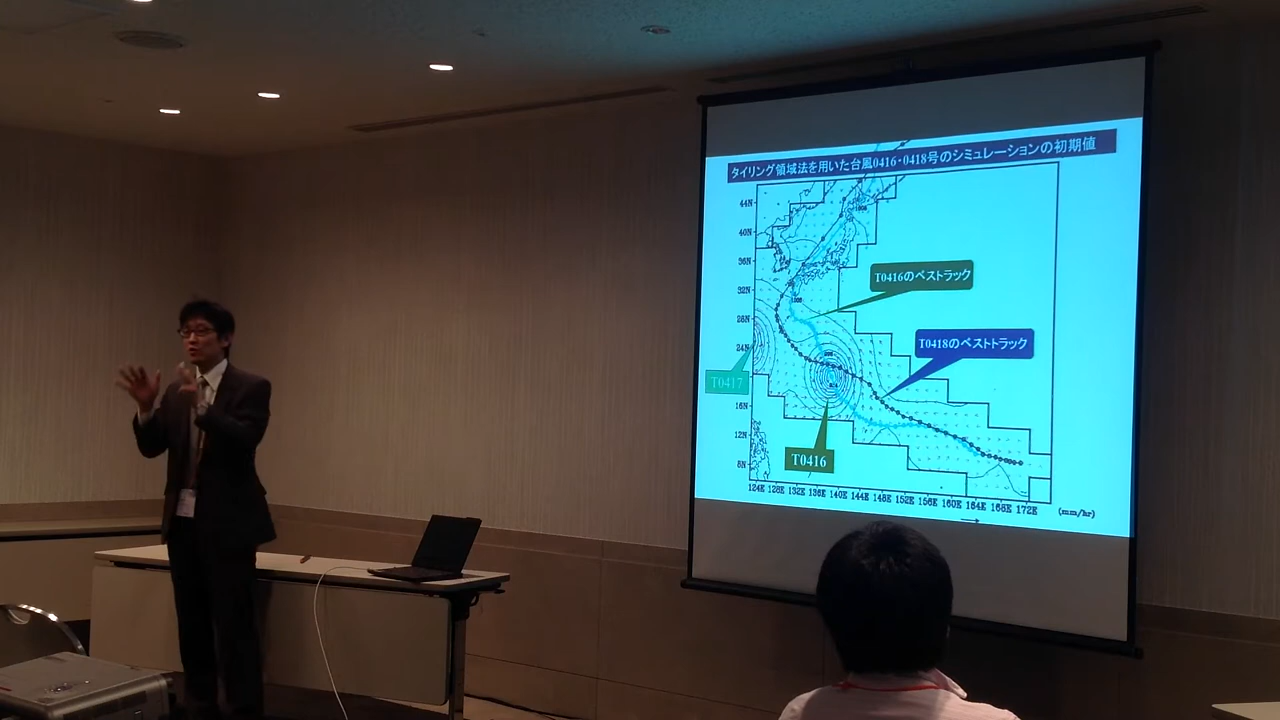 タイリング領域法を用いた台風0416・0418号のシミュレーションの初期値
44N
40N
36N
32N
28N
24N
16N
12N
8N
T0416のベストラック
T0418のベストトラック
T0417
T0416
124E 128E 132E 136E 140E 144E 148E 152E 156E 160E 164E 168E 172E
(mm/hr)